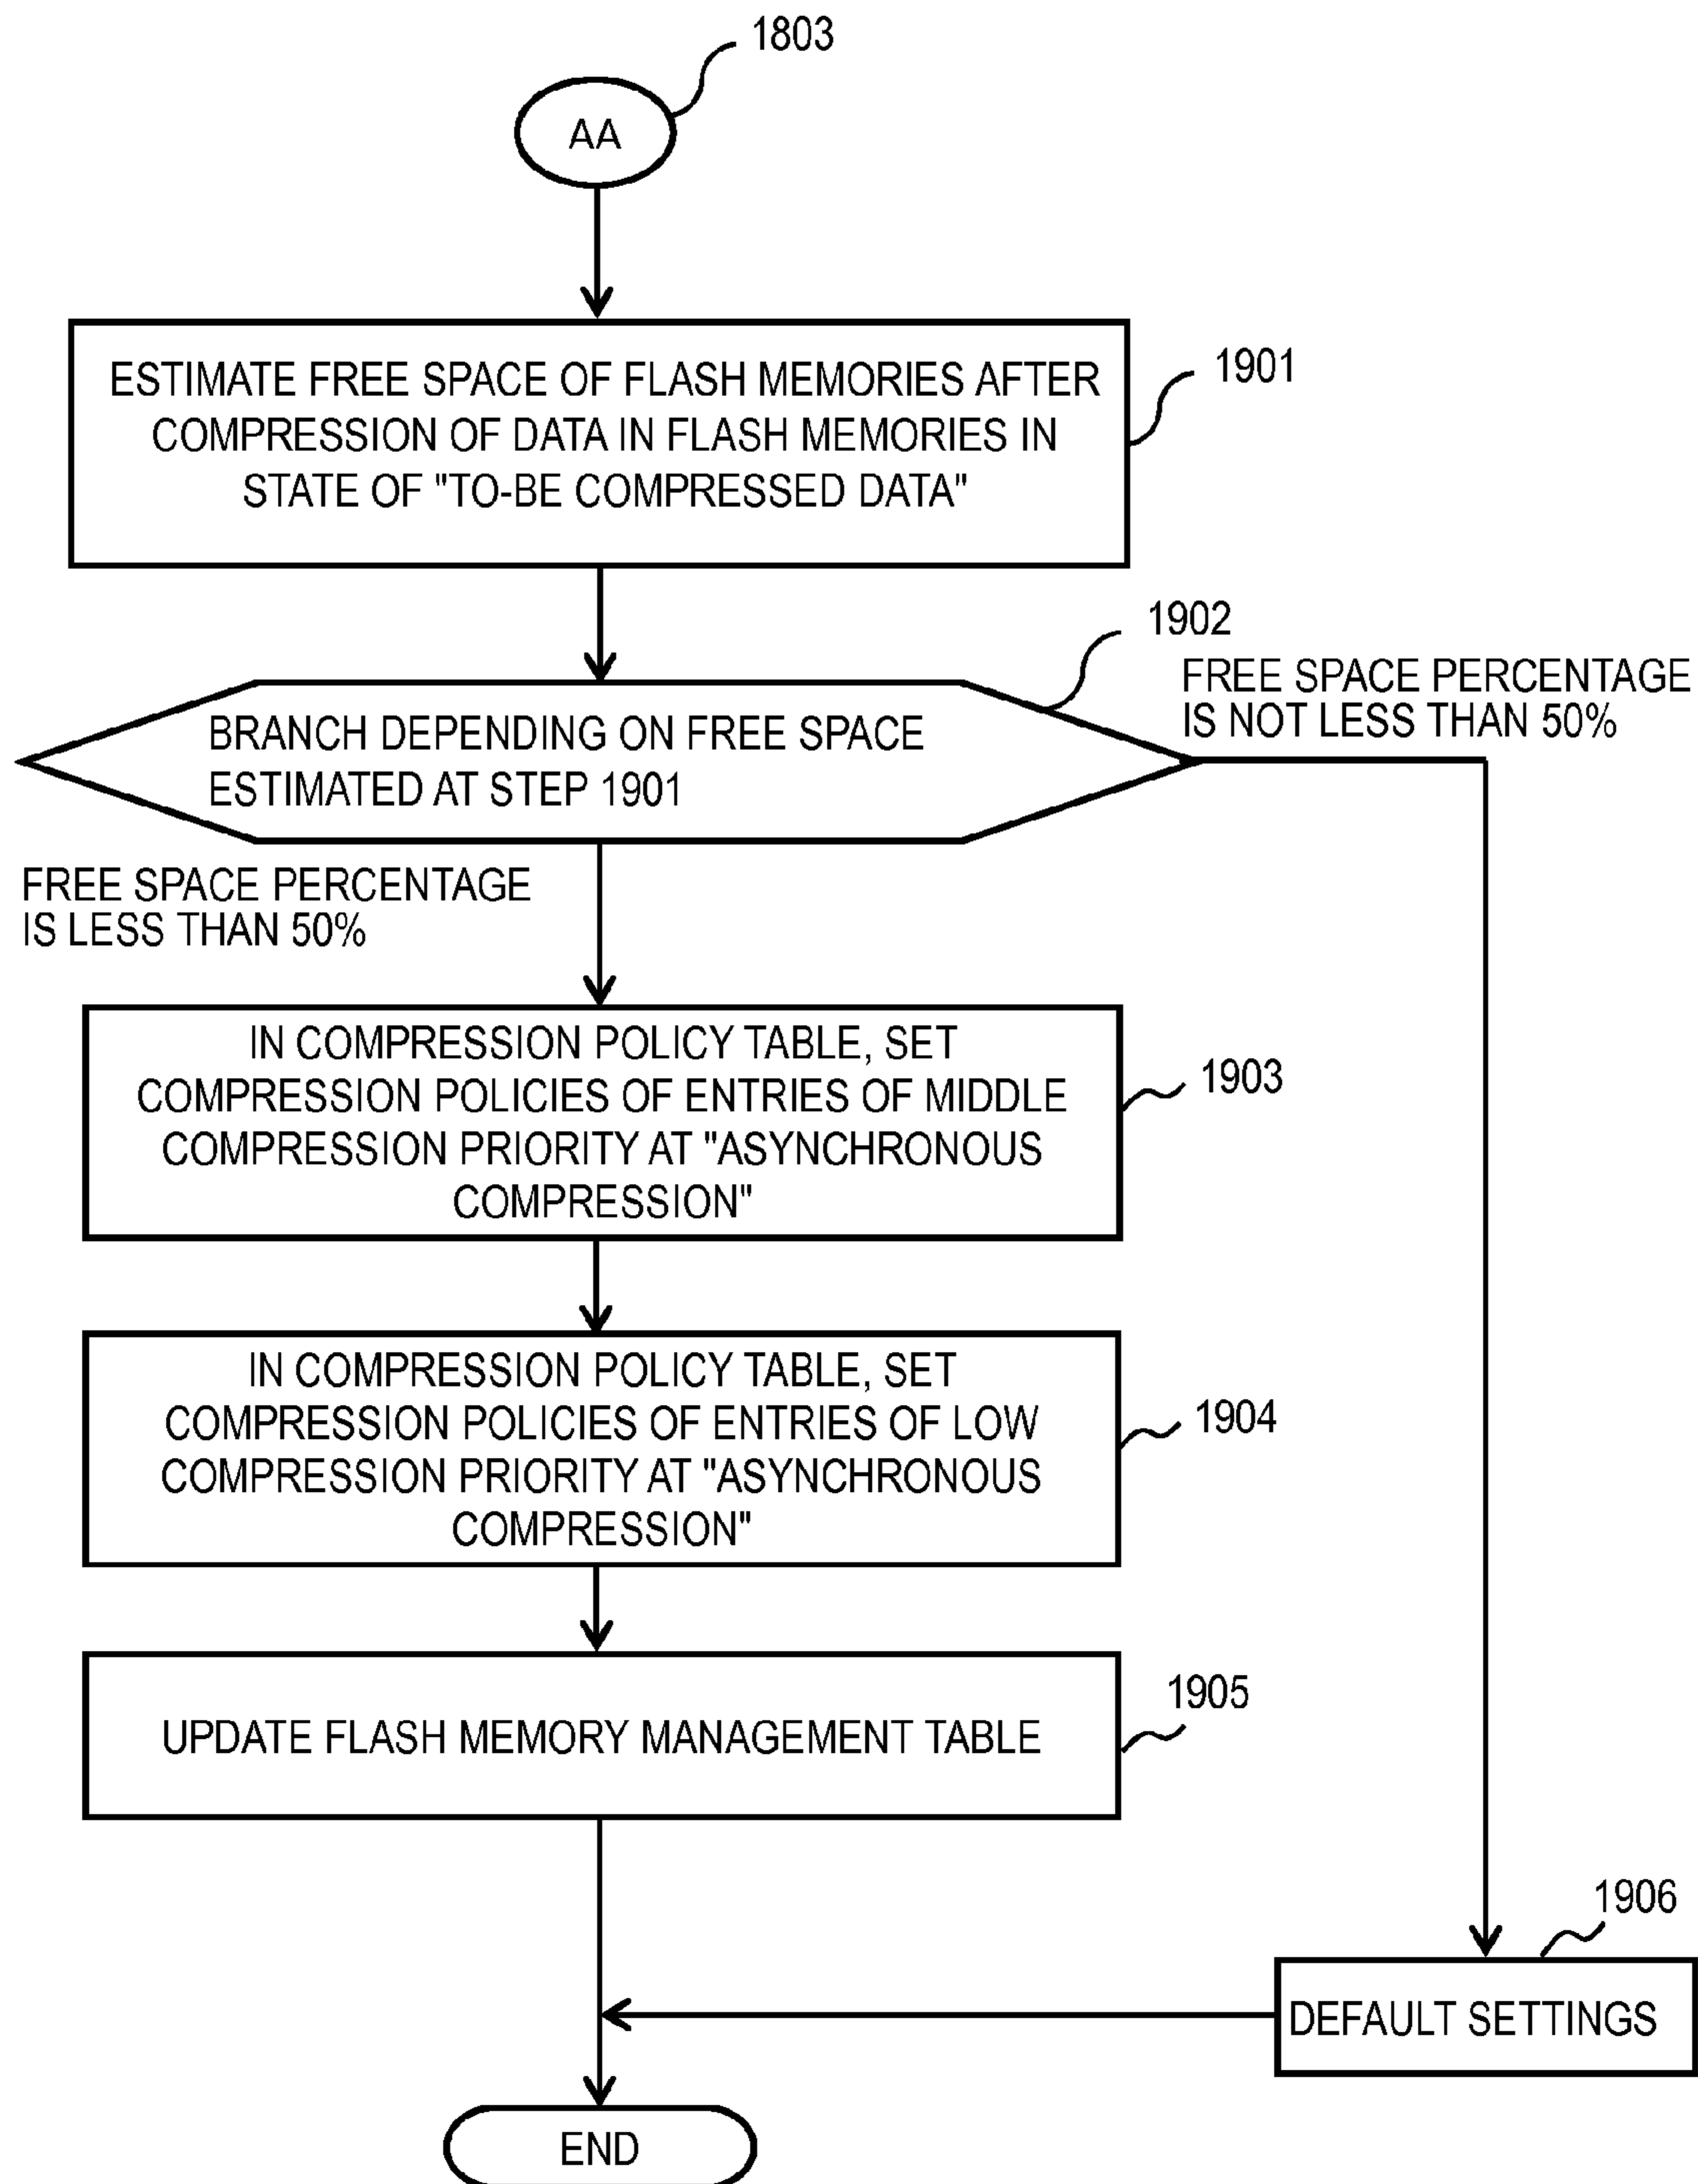 1803
AA
ESTIMATE FREE SPACE OF FLASH MEMORIES AFTER
COMPRESSION OF DATA IN FLASH MEMORIES IN
STATE OF "TO-BE COMPRESSED DATA"
1901
1902
FREE SPACE PERCENTAGE
IS NOT LESS THAN 50%
BRANCH DEPENDING ON FREE SPACE
ESTIMATED AT STEP 1901
FREE SPACE PERCENTAGE
IS LESS THAN 50%
IN COMPRESSION POLICY TABLE, SET
COMPRESSION POLICIES OF ENTRIES OF MIDDLE
COMPRESSION PRIORITY AT "ASYNCHRONOUS
COMPRESSION"
1903
IN COMPRESSION POLICY TABLE, SET
COMPRESSION POLICIES OF ENTRIES OF LOW
COMPRESSION PRIORITY AT "ASYNCHRONOUS
COMPRESSION"
1904
UPDATE FLASH MEMORY MANAGEMENT TABLE
1905
1906
DEFAULT SETTINGS
END